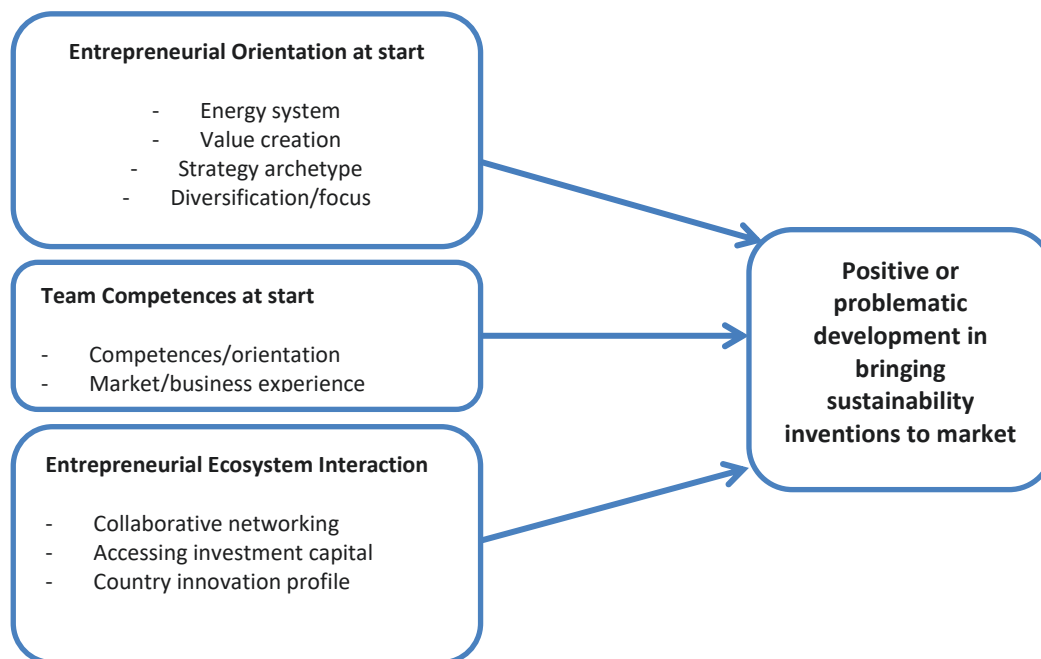 Entrepreneurial Orientation at start
- Energy system
- Value creation
- Strategy archetype
- Diversification/focus
Team Competences at start
- Competences/orientation
- Market/business experience
Entrepreneurial Ecosystem Interaction
- Collaborative networking
- Accessing investment capital
- Country innovation profile
Positive or
problematic
development in
bringing
sustainability
inventions to market